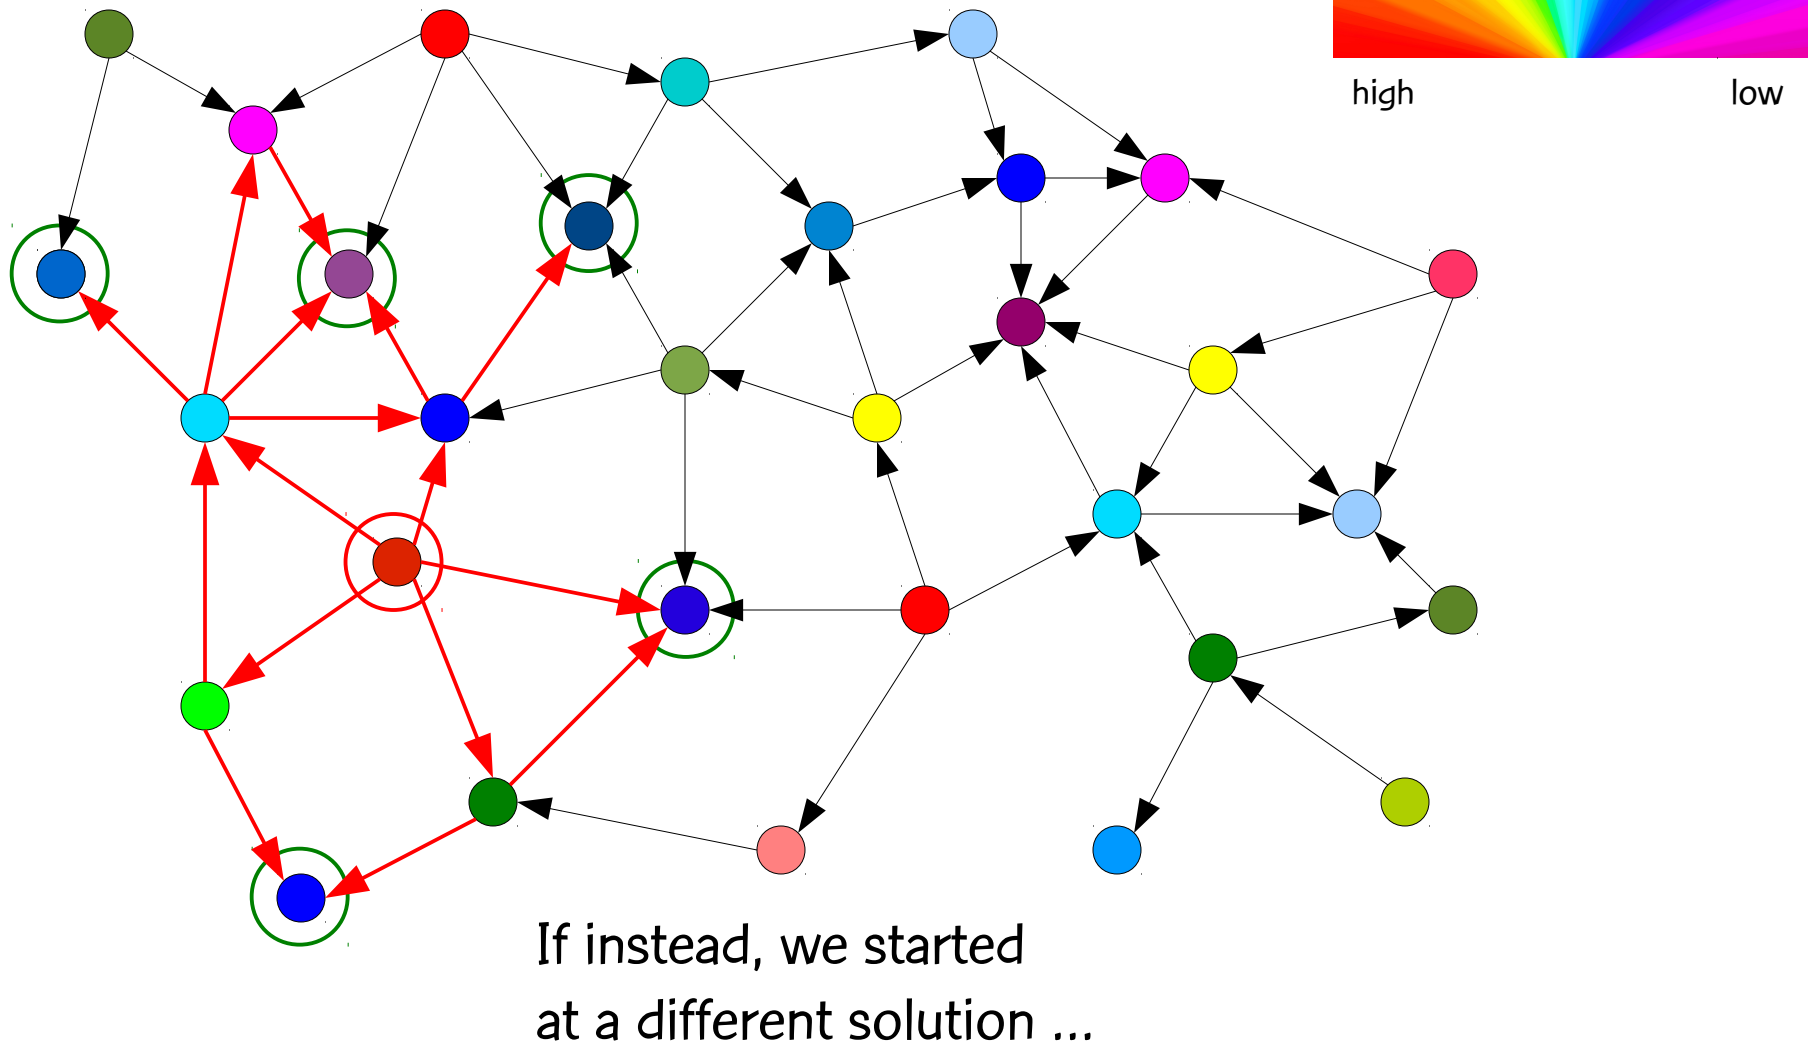 high low
If instead, we started
at a different solution ...